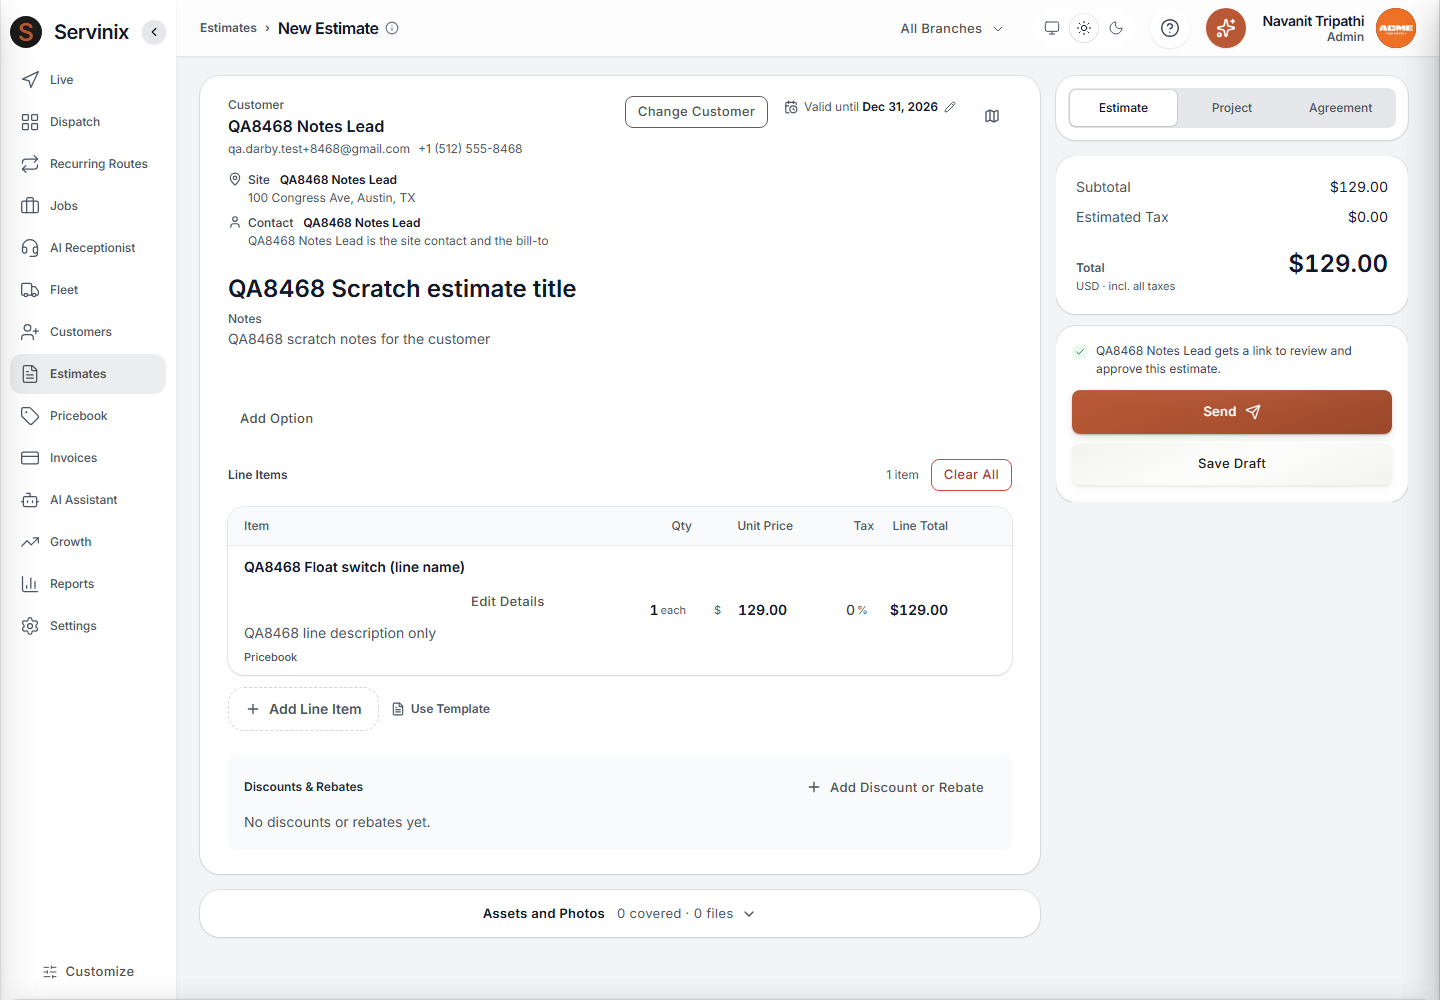 S Servinix
Live
Dispatch
Recurring Routes
Jobs
AI Receptionist
Fleet
Customers
Estimates
Pricebook
Invoices
AI Assistant
Growth
Reports
Settings
Customize
Estimates › New Estimate
All Branches
Navanit Tripathi
Admin
ACME
Customer
QA8468 Notes Lead
qa.darby.test+8468@gmail.com +1 (512) 555-8468
Change Customer
Valid until Dec 31, 2026
Site QA8468 Notes Lead
100 Congress Ave, Austin, TX
Contact QA8468 Notes Lead
QA8468 Notes Lead is the site contact and the bill-to
QA8468 Scratch estimate title
Notes
QA8468 scratch notes for the customer
Add Option
Line Items 1 item Clear All
Item Qty Unit Price Tax Line Total
QA8468 Float switch (line name)
Edit Details
1 each $ 129.00 0 % $129.00
QA8468 line description only
Pricebook
+ Add Line Item Use Template
Discounts & Rebates + Add Discount or Rebate
No discounts or rebates yet.
Assets and Photos 0 covered · 0 files
Estimate Project Agreement
Subtotal $129.00
Estimated Tax $0.00
Total $129.00
USD · incl. all taxes
QA8468 Notes Lead gets a link to review and
approve this estimate.
Send
Save Draft